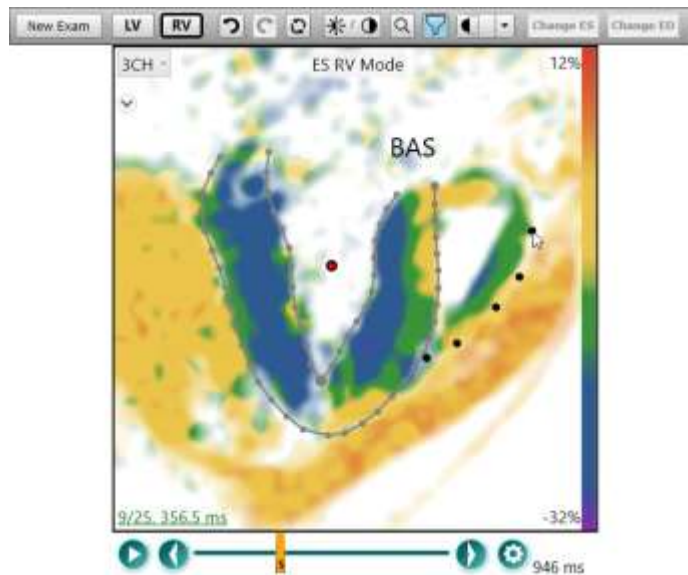 New Exam LV RV Change ES Change ED
3CH ES RV Mode 12%
BAS
9/25, 356.5 ms -32%
S
946 ms